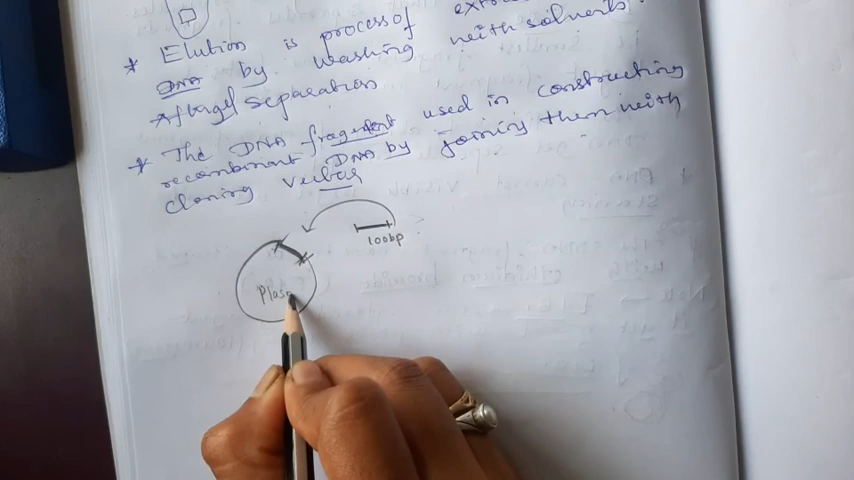 * Elution is process of extra
DNA by washing with solvents.
After gel separation
* The DNA fragment used in constructing
recombinant DNA by Joining them with
cloning vector
100bp
Plas